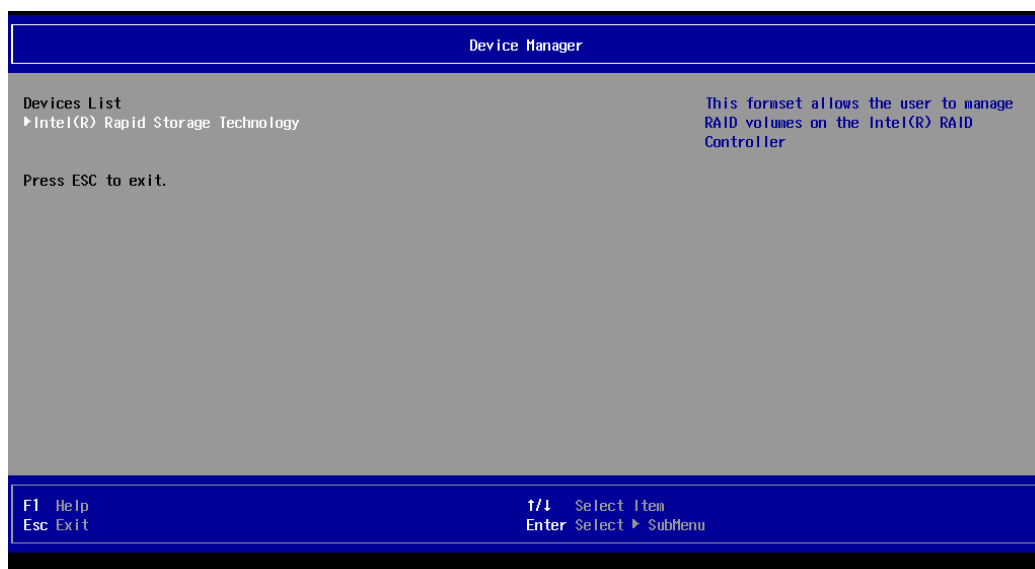 Device Manager
Devices List
▶Intel(R) Rapid Storage Technology
Press ESC to exit.
This formset allows the user to manage
RAID volumes on the Intel(R) RAID
Controller
F1 Help
Esc Exit
↑/↓ Select Item
Enter Select ▶ SubMenu